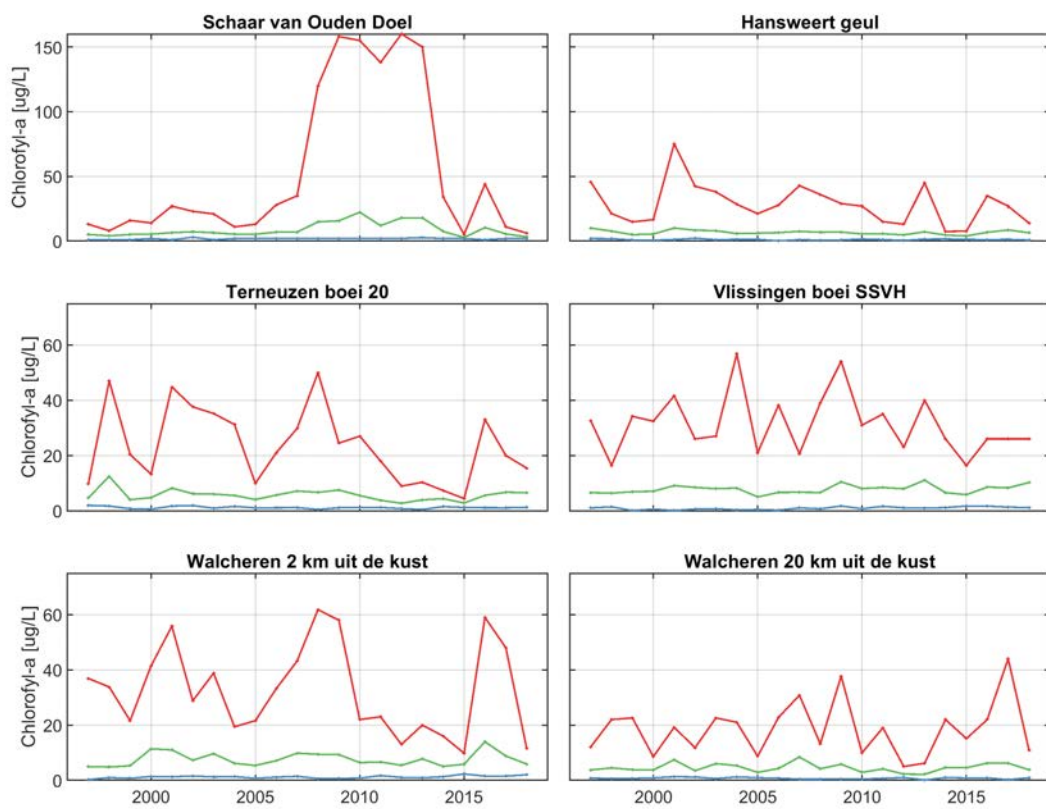 Schaar van Ouden Doel
Hansweert geul
Chlorofyl-a [ug/L]
150
100
50
0
Terneuzen boei 20
Vlissingen boei SSVH
Chlorofyl-a [ug/L]
60
40
20
0
Walcheren 2 km uit de kust
Walcheren 20 km uit de kust
Chlorofyl-a [ug/L]
60
40
20
0
2000 2005 2010 2015
2000 2005 2010 2015